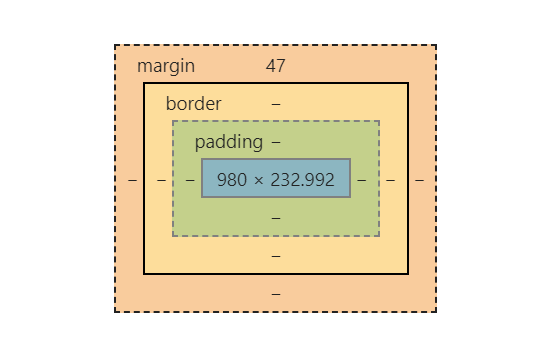 margin 47
border –
padding –
– – – 980 × 232.992 – – –
–
–
–